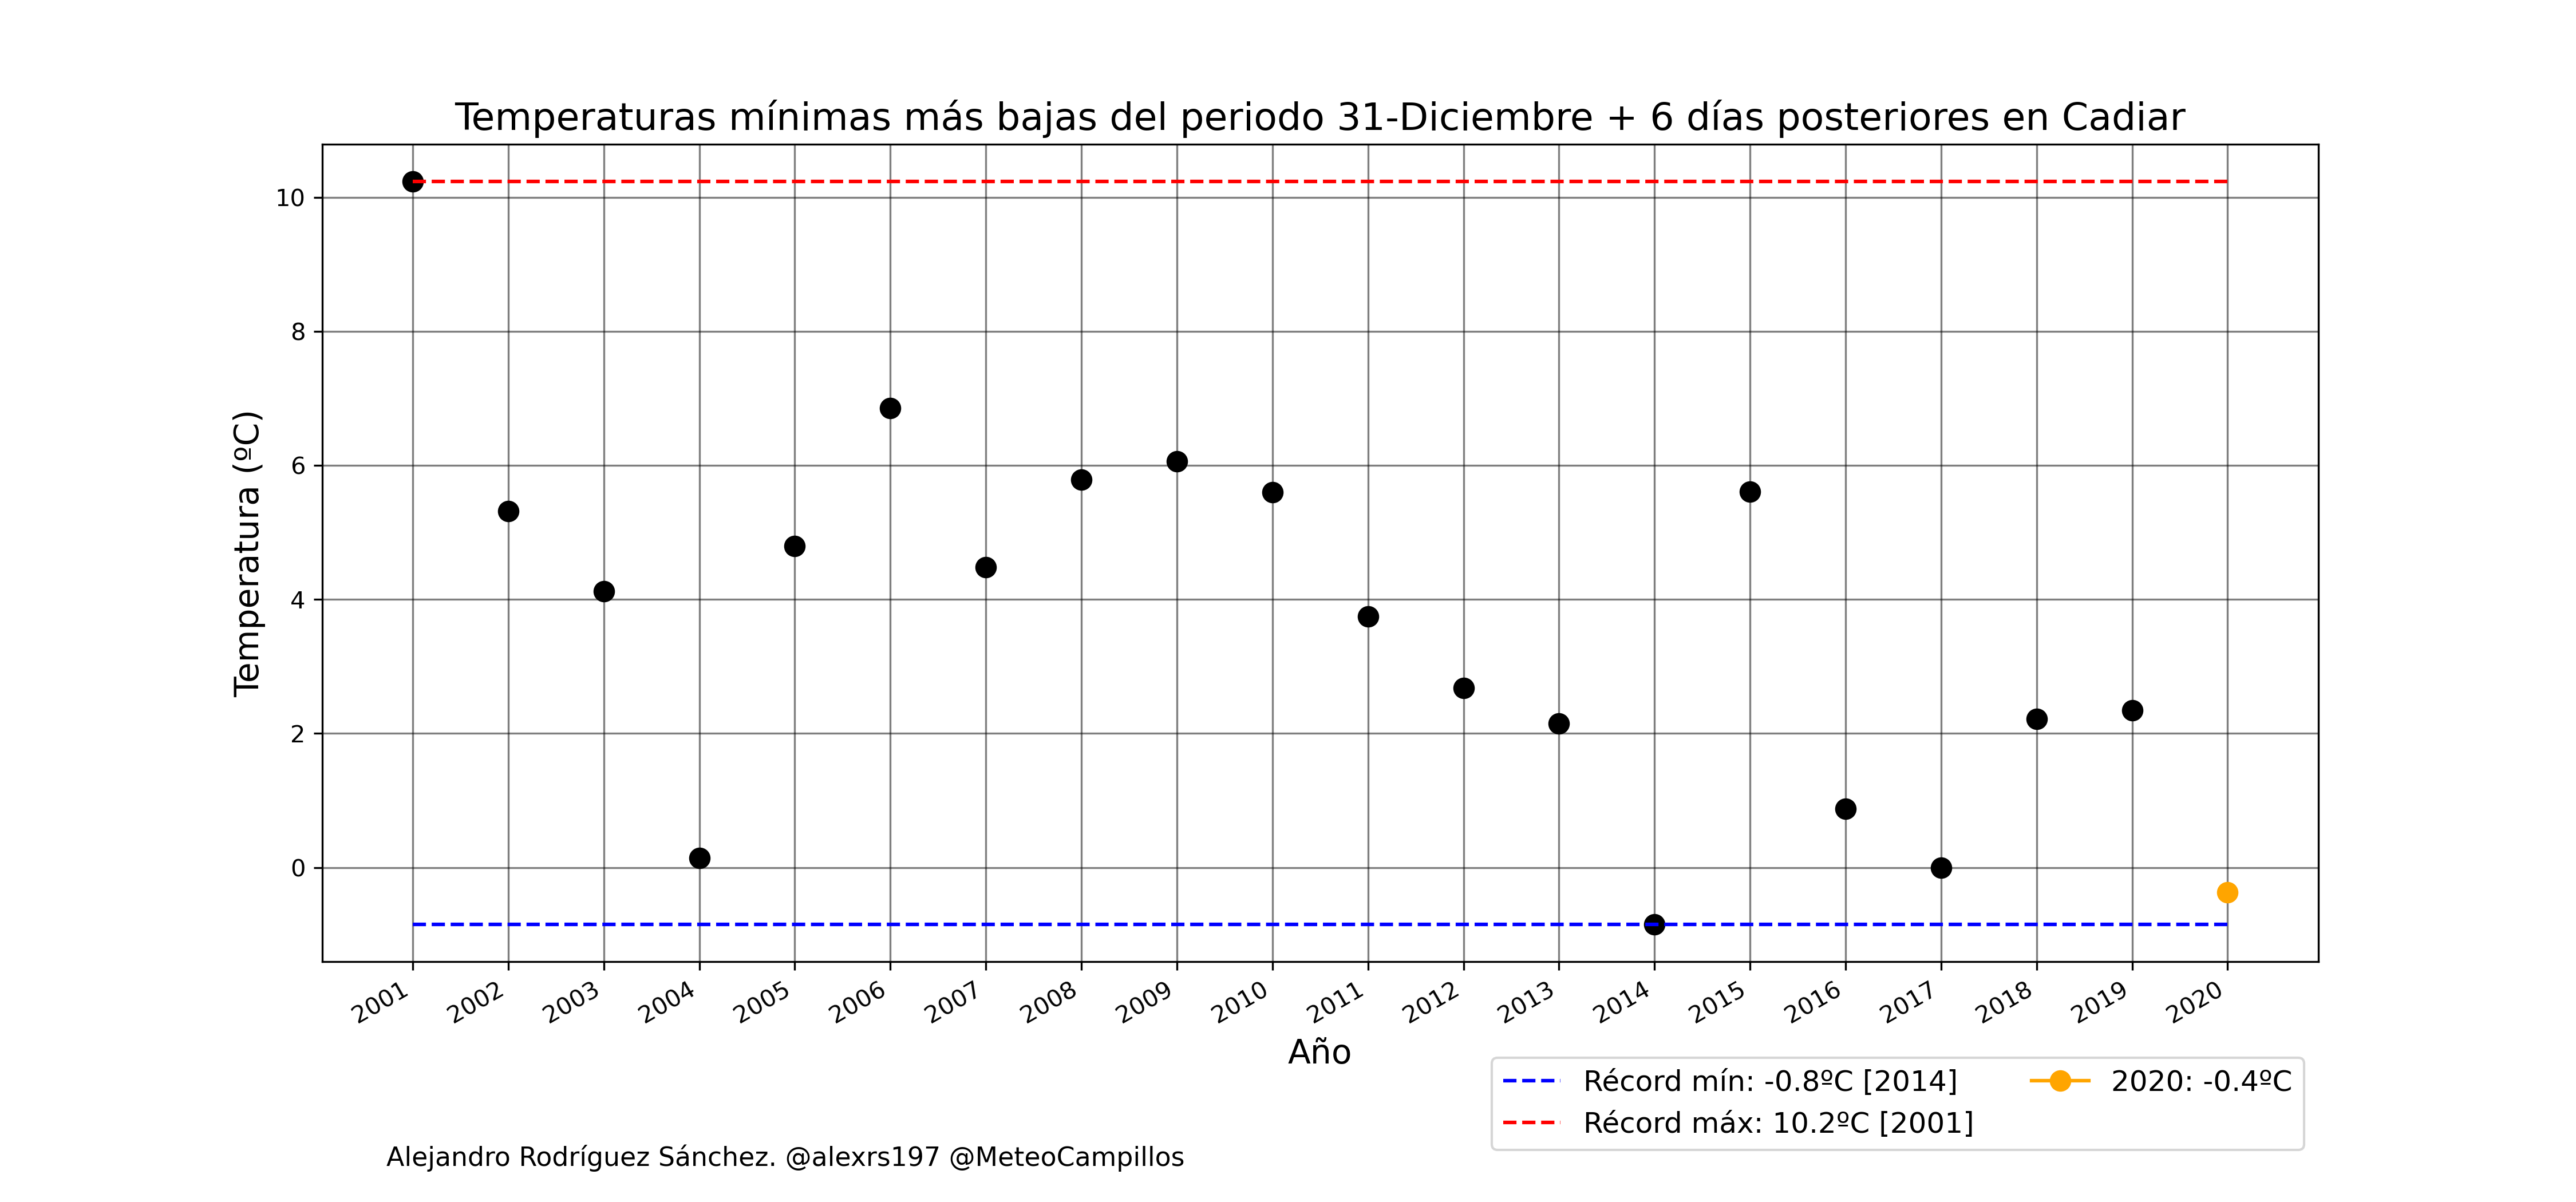 Temperaturas mínimas más bajas del periodo 31-Diciembre + 6 días posteriores en Cadiar
Temperatura (ºC)
10
8
6
4
2
0
2001 2002 2003 2004 2005 2006 2007 2008 2009 2010 2011 2012 2013 2014 2015 2016 2017 2018 2019 2020
Año
Récord mín: -0.8ºC [2014]
Récord máx: 10.2ºC [2001]
2020: -0.4ºC
Alejandro Rodríguez Sánchez. @alexrs197 @MeteoCampillos